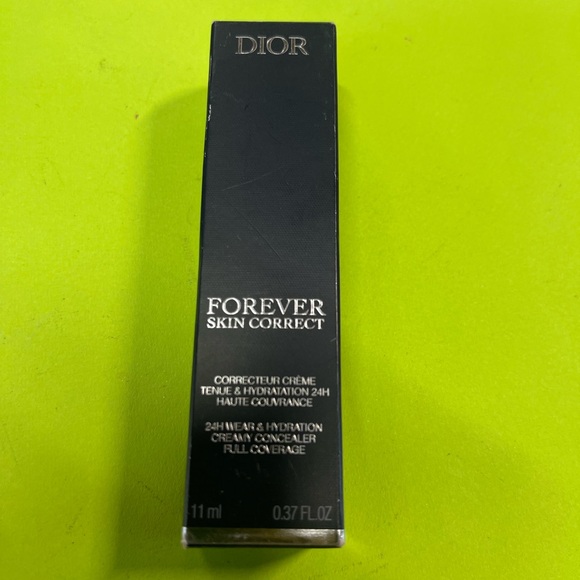 DIOR
FOREVER
SKIN CORRECT
CORRECTEUR CRÈME
TENUE & HYDRATATION 24H
HAUTE COUVRANCE
24H WEAR & HYDRATION
CREAMY CONCEALER
FULL COVERAGE
11 ml 0.37 FL.OZ